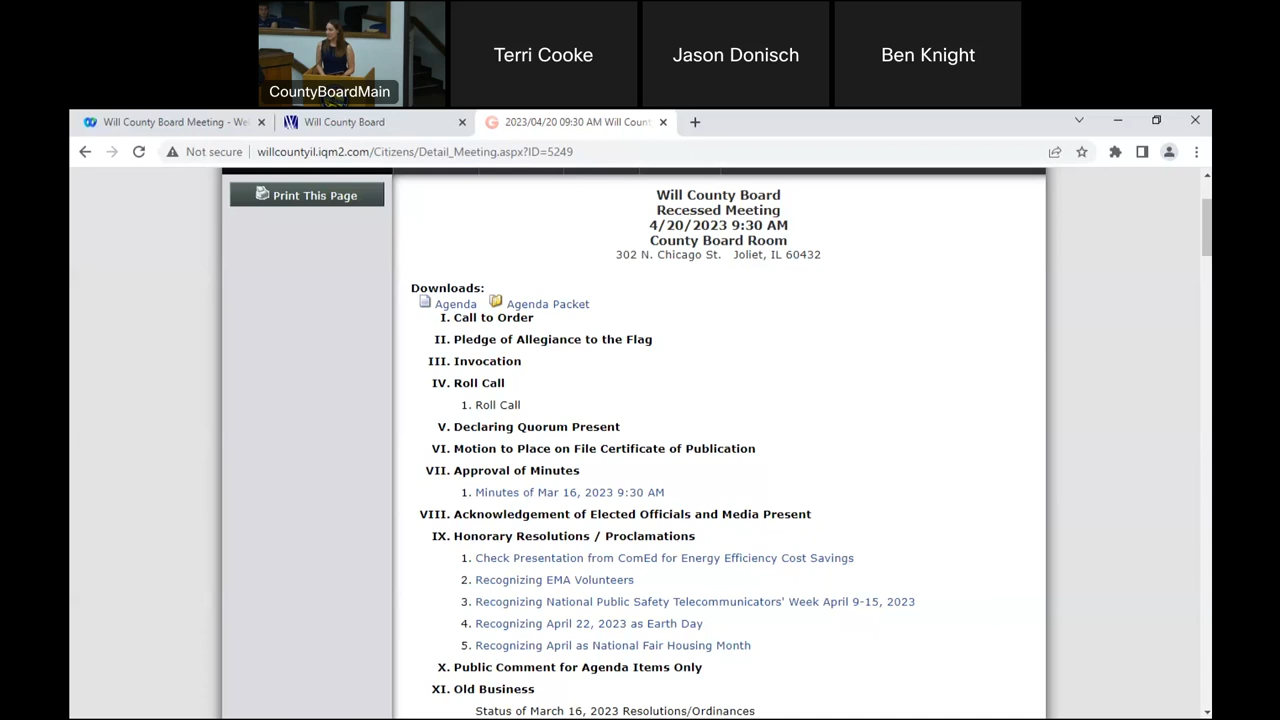 CountyBoardMain
Terri Cooke
Jason Donisch
Ben Knight
Will County Board Meeting - We
Will County Board
2023/04/20 09:30 AM Will Count
Not secure
willcountyil.iqm2.com/Citizens/Detail_Meeting.aspx?ID=5249
Print This Page
Will County Board
Recessed Meeting
4/20/2023 9:30 AM
County Board Room
302 N. Chicago St. Joliet, IL 60432
Downloads:
Agenda Agenda Packet
I. Call to Order
II. Pledge of Allegiance to the Flag
III. Invocation
IV. Roll Call
1. Roll Call
V. Declaring Quorum Present
VI. Motion to Place on File Certificate of Publication
VII. Approval of Minutes
1. Minutes of Mar 16, 2023 9:30 AM
VIII. Acknowledgement of Elected Officials and Media Present
IX. Honorary Resolutions / Proclamations
1. Check Presentation from ComEd for Energy Efficiency Cost Savings
2. Recognizing EMA Volunteers
3. Recognizing National Public Safety Telecommunicators' Week April 9-15, 2023
4. Recognizing April 22, 2023 as Earth Day
5. Recognizing April as National Fair Housing Month
X. Public Comment for Agenda Items Only
XI. Old Business
Status of March 16, 2023 Resolutions/Ordinances